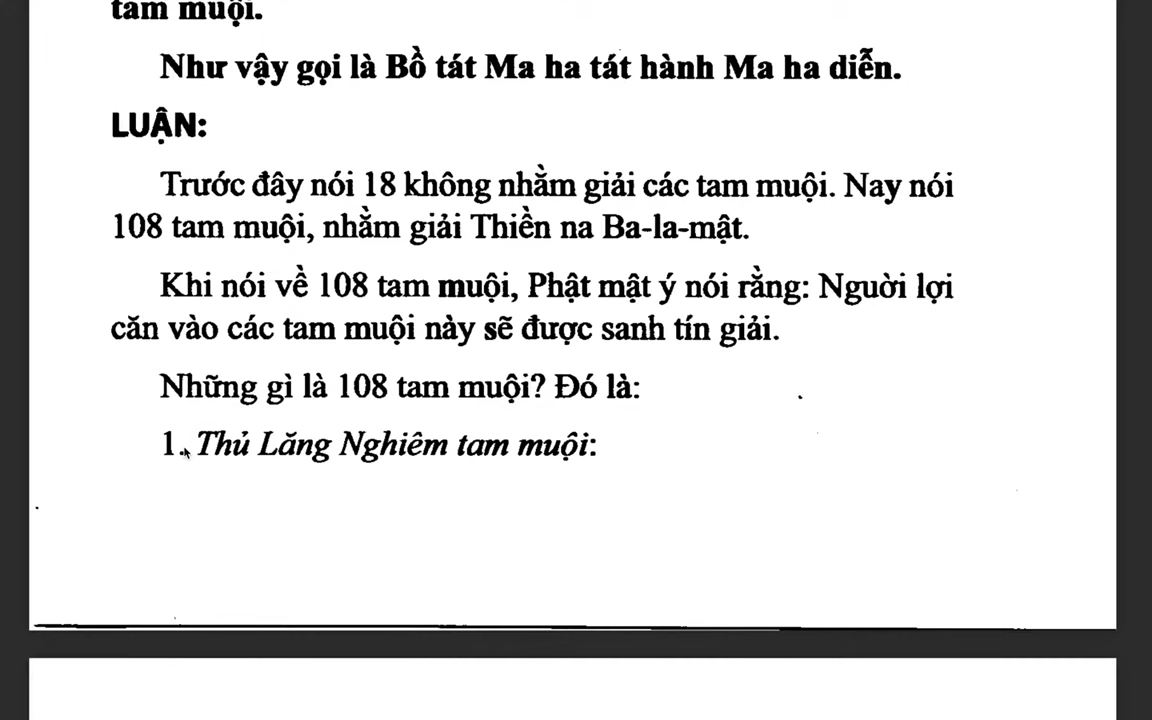 tam muội.
Như vậy gọi là Bồ tát Ma ha tát hành Ma ha diễn.
LUẬN:
Trước đây nói 18 không nhằm giải các tam muội. Nay nói
108 tam muội, nhằm giải Thiền na Ba-la-mật.
Khi nói về 108 tam muội, Phật mật ý nói rằng: Người lợi
căn vào các tam muội này sẽ được sanh tín giải.
Những gì là 108 tam muội? Đó là:
1. Thủ Lăng Nghiêm tam muội: